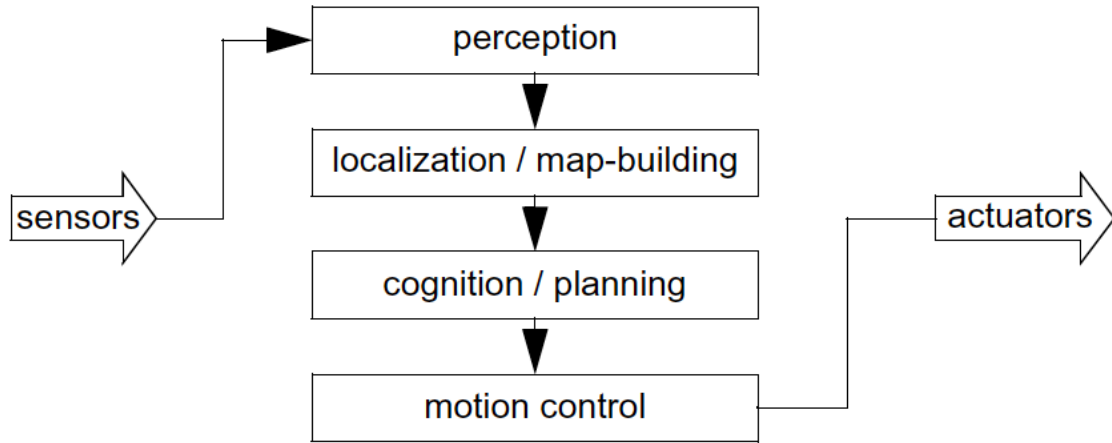 perception
localization / map-building
sensors
actuators
cognition / planning
motion control